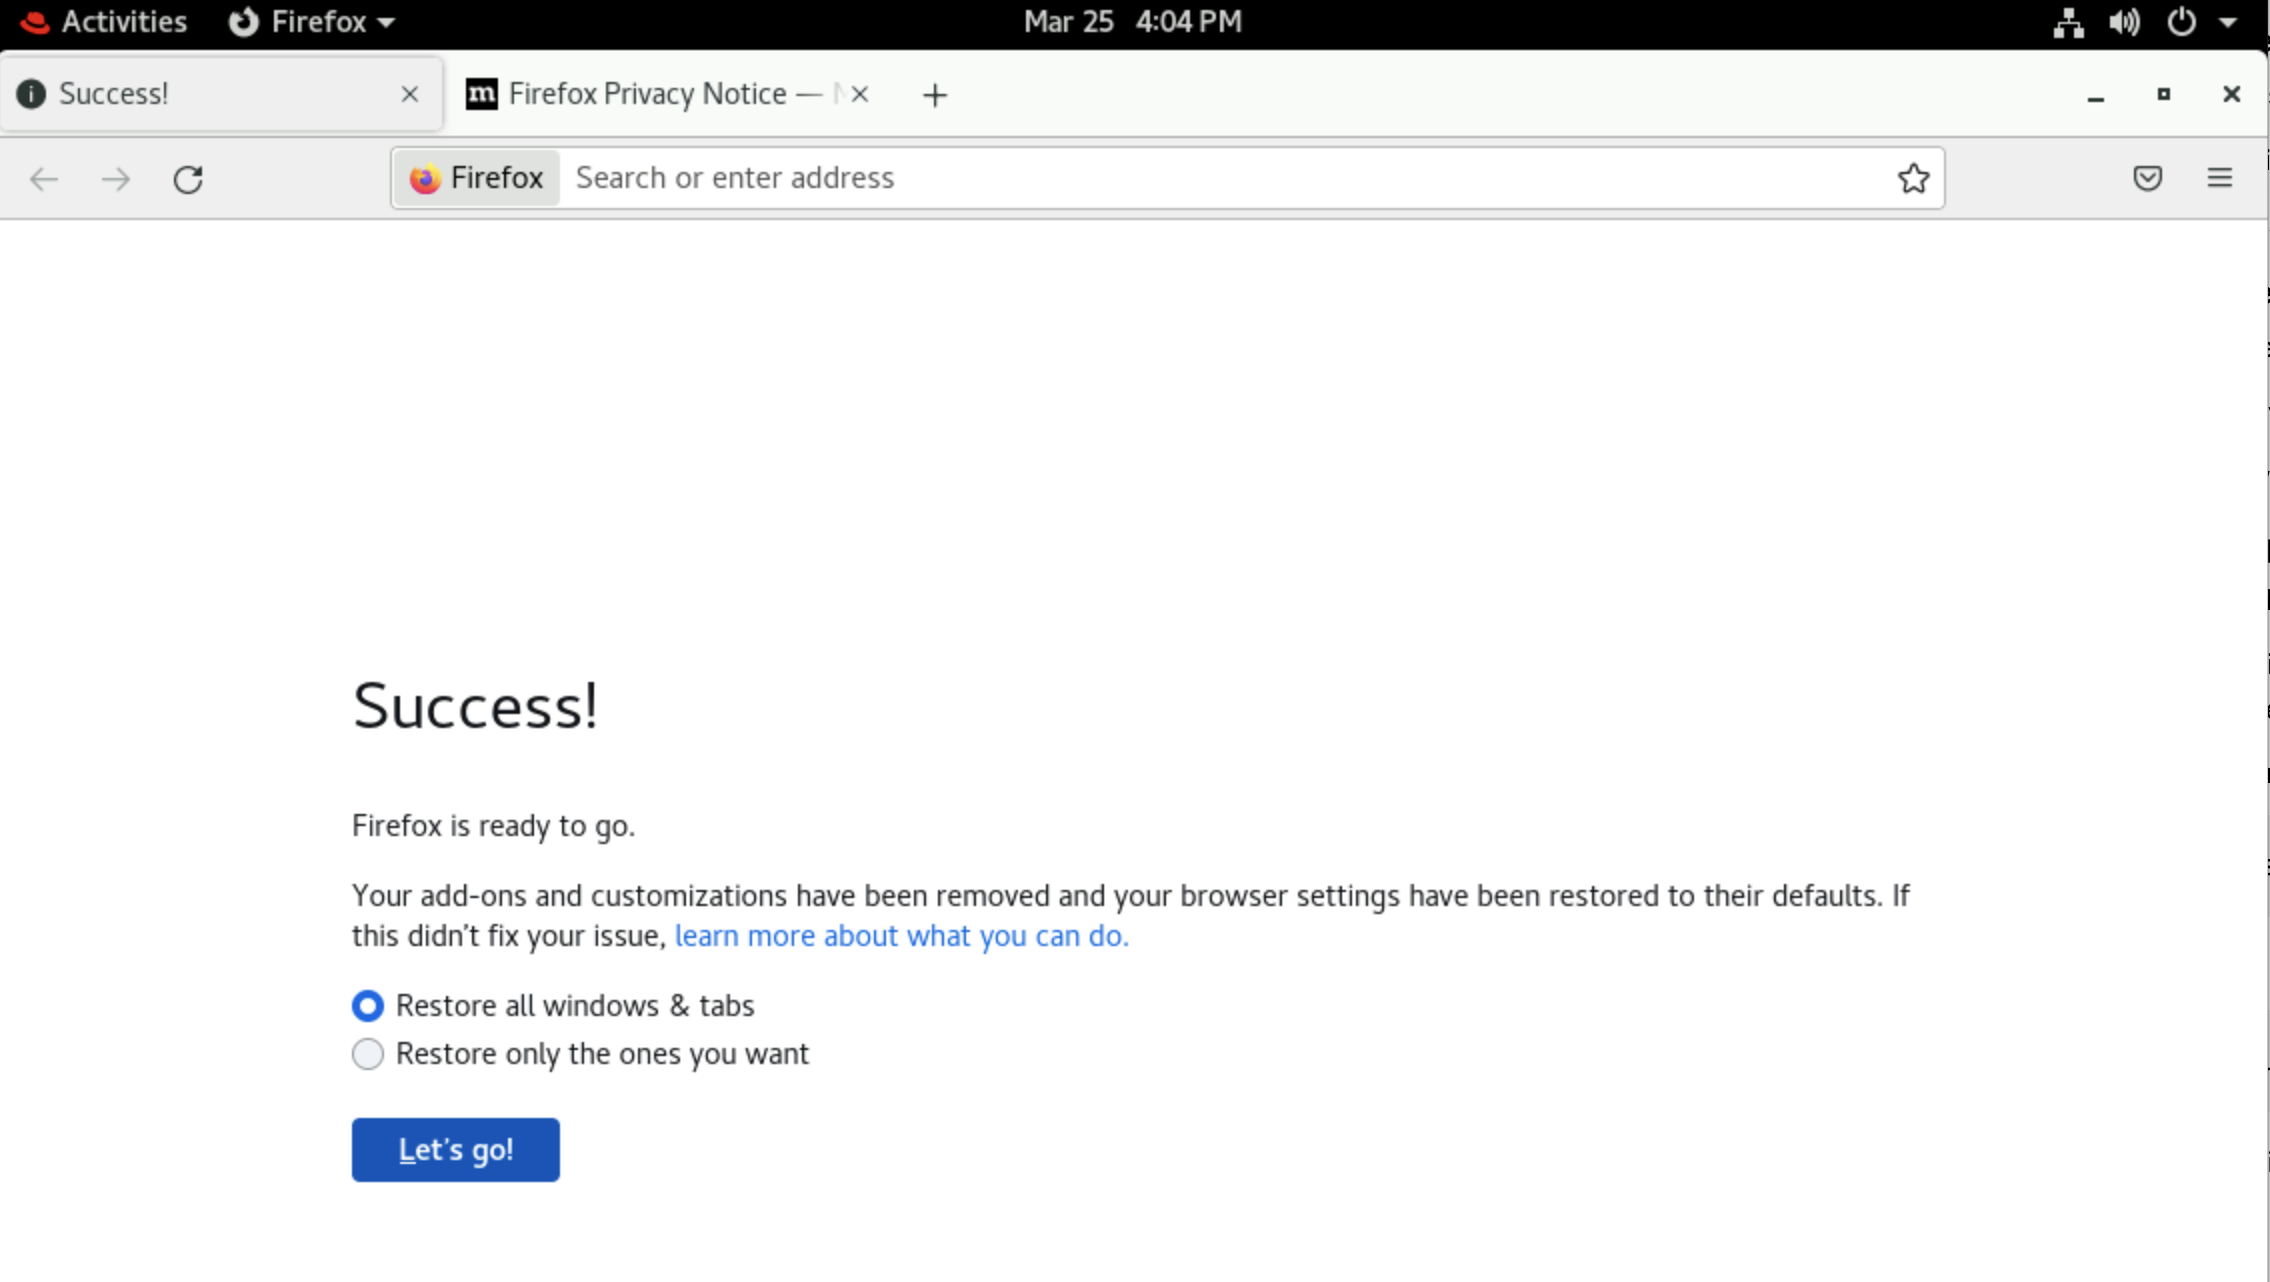 Activities Firefox Mar 25 4:04 PM
Success! Firefox Privacy Notice —
Firefox Search or enter address
Success!
Firefox is ready to go.
Your add-ons and customizations have been removed and your browser settings have been restored to their defaults. If
this didn’t fix your issue, learn more about what you can do.
Restore all windows & tabs
Restore only the ones you want
Let’s go!